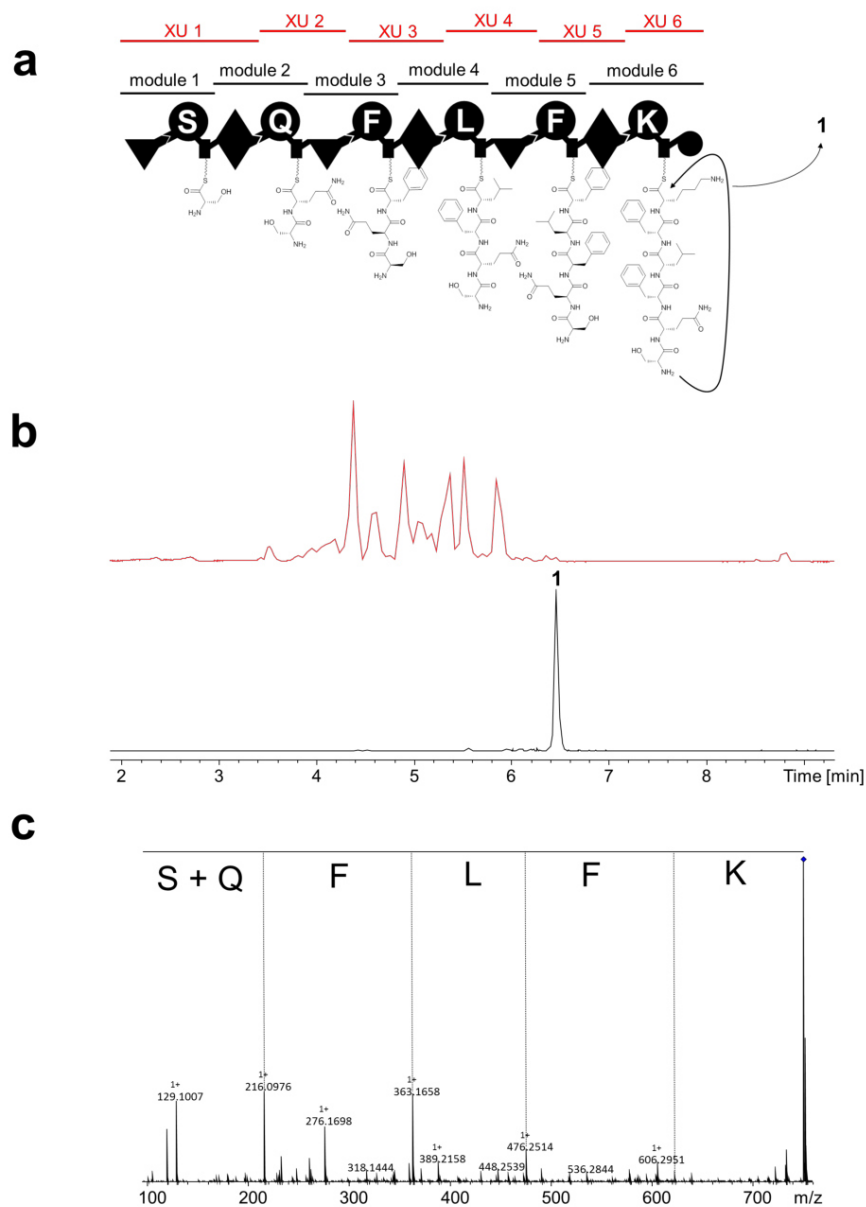 XU 1 XU 2 XU 3 XU 4 XU 5 XU 6
a
module 1 module 2 module 3 module 4 module 5 module 6
S Q F L F K
1
S S S S S S
b
1
2 3 4 5 6 7 8 Time [min]
c
S + Q F L F K
1+
129.1007
1+
216.0976
1+
276.1698
318.1444
1+
363.1658
1+
389.2158
448.2539
1+
476.2514
536.2844
1+
606.2951
100 200 300 400 500 600 700 m/z